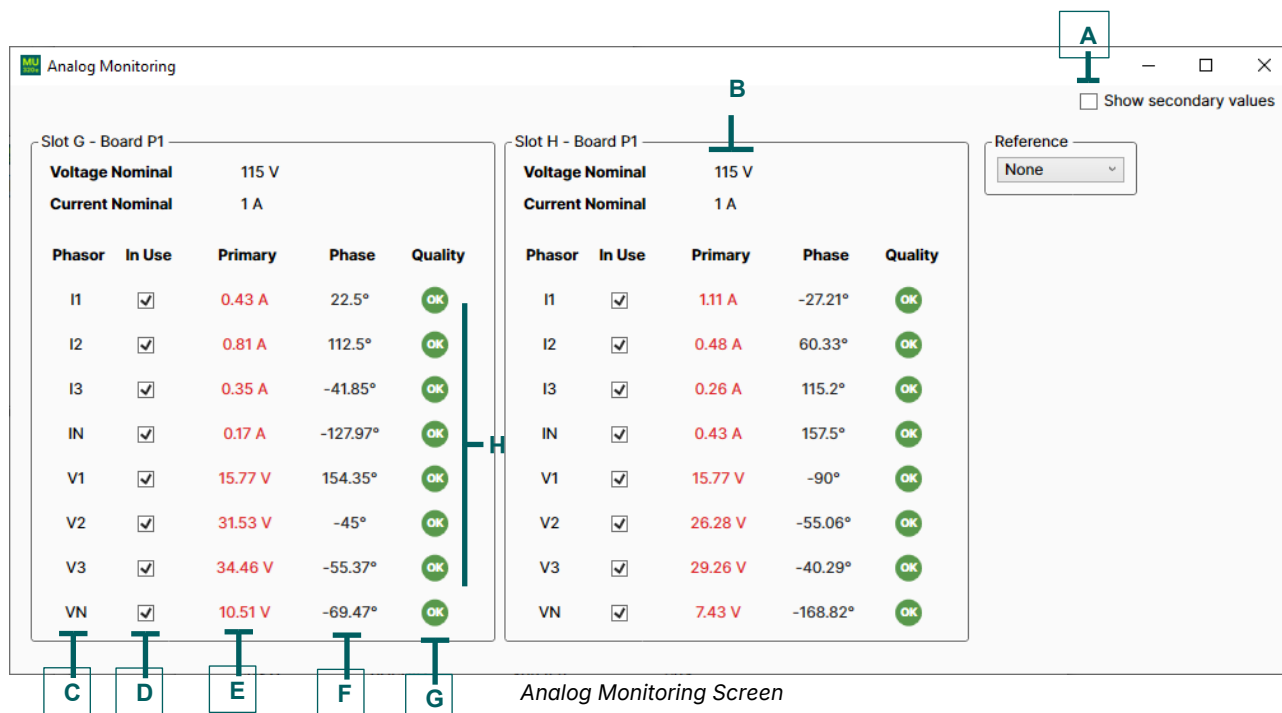 A
MU
320e
Analog Monitoring
B
Show secondary values
Slot G - Board P1
Voltage Nominal 115 V
Current Nominal 1 A
Phasor In Use Primary Phase Quality
I1 0.43 A 22.5° OK
I2 0.81 A 112.5° OK
I3 0.35 A -41.85° OK
IN 0.17 A -127.97° OK
V1 15.77 V 154.35° OK
V2 31.53 V -45° OK
V3 34.46 V -55.37° OK
VN 10.51 V -69.47° OK
H
Slot H - Board P1
Voltage Nominal 115 V
Current Nominal 1 A
Phasor In Use Primary Phase Quality
I1 1.11 A -27.21° OK
I2 0.48 A 60.33° OK
I3 0.26 A 115.2° OK
IN 0.43 A 157.5° OK
V1 15.77 V -90° OK
V2 26.28 V -55.06° OK
V3 29.26 V -40.29° OK
VN 7.43 V -168.82° OK
Reference
None
C D E F G
Analog Monitoring Screen